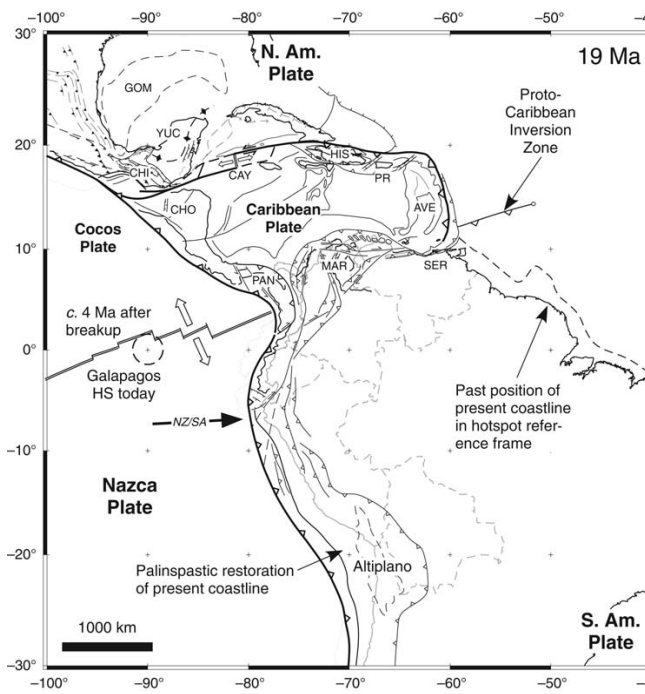 -100° -90° -80° -70° -60° -50° -40
30°
N. Am.
Plate
19 Ma
GOM
Proto-
Caribbean
Inversion
Zone
20°
YUC
CHI
CAY
HIS
PR
CHO
Caribbean
Plate
AVE
Cocos
Plate
10°
PAN
MAR
SER
c. 4 Ma after
breakup
0°
Galapagos
HS today
Past position of
present coastline
in hotspot refer-
ence frame
NZ/SA
-10°
Nazca
Plate
-20°
Palinspastic restoration
of present coastline
Altiplano
1000 km
S. Am.
Plate
-30°
-100° -90° -80° -70° -60° -50° -40